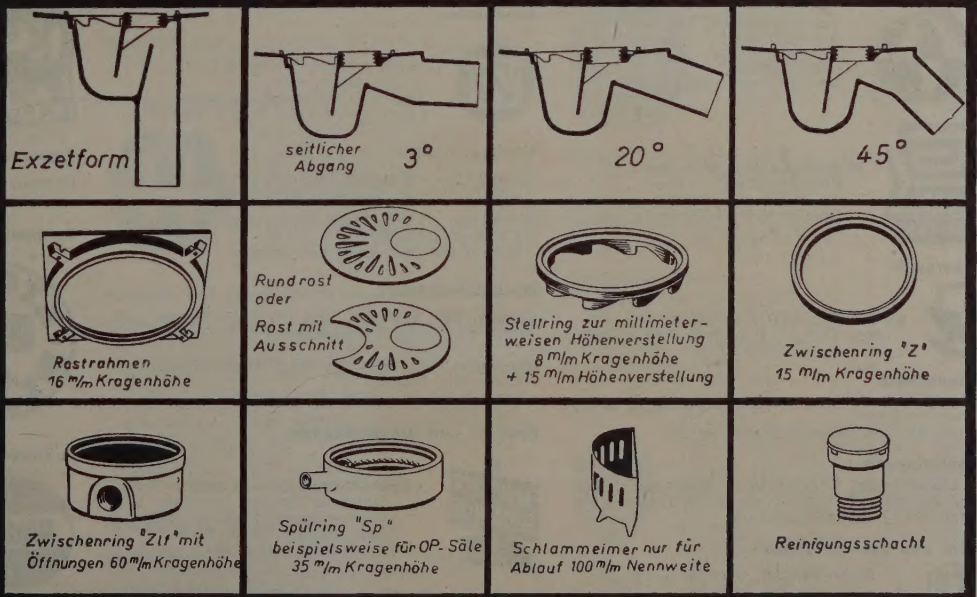 Exzetform
seitlicher
Abgang
3°
20°
45°
Rostrahmen
16 m/m Kragenhöhe
Rundrost
oder
Rost mit
Ausschnitt
Stellring zur millimeter-
weisen Höhenverstellung
8 m/m Kragenhöhe
+ 15 m/m Höhenverstellung
Zwischenring "Z"
15 m/m Kragenhöhe
Zwischenring "Zlf" mit
Öffnungen 60 m/m Kragenhöhe
Spülring "Sp"
beispielsweise für OP-Säle
35 m/m Kragenhöhe
Schlammeimer nur für
Ablauf 100 m/m Nennweite
Reinigungsschacht